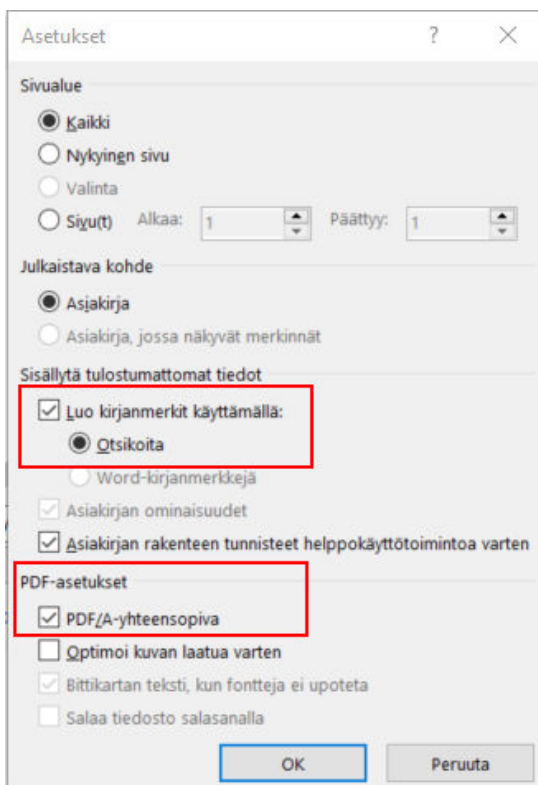 Asetukset ?
Sivualue
Kaikki
Nykyinen sivu
Valinta
Sivu(t) Alkaa: 1 Päättyy: 1
Julkaistava kohde
Asiakirja
Asiakirja, jossa näkyvät merkinnät
Sisällytä tulostumattomat tiedot
Luo kirjanmerkit käyttämällä:
Otsikoita
Word-kirjanmerkkejä
Asiakirjan ominaisuudet
Asiakirjan rakenteen tunnisteet helppokäyttötoimintoa varten
PDF-asetukset
PDF/A-yhteensopiva
Optimoi kuvan laatua varten
Bittikartan teksti, kun fontteja ei upoteta
Salaa tiedosto salasanalla
OK Peruuta